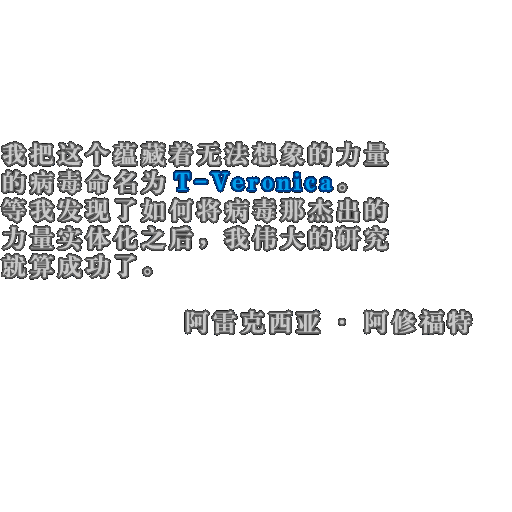 我把这个蕴藏着无法想象的力量
的病毒命名为 T-Veronica。
等我发现了如何将病毒那杰出的
力量实体化之后，我伟大的研究
就算成功了。
阿雷克西亚 · 阿修福特